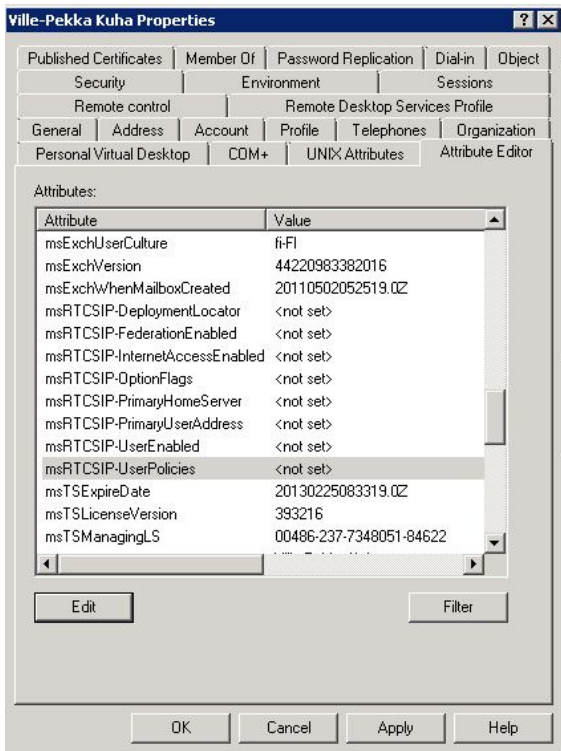 Ville-Pekka Kuha Properties
Published Certificates Member Of Password Replication Dial-in Object
Security Environment Sessions
Remote control Remote Desktop Services Profile
General Address Account Profile Telephones Organization
Personal Virtual Desktop COM+ UNIX Attributes Attribute Editor
Attributes:
Attribute Value
msExchUserCulture fi-FI
msExchVersion 44220983382016
msExchWhenMailboxCreated 20110502052519.0Z
msRTCSIP-DeploymentLocator <not set>
msRTCSIP-FederationEnabled <not set>
msRTCSIP-InternetAccessEnabled <not set>
msRTCSIP-OptionFlags <not set>
msRTCSIP-PrimaryHomeServer <not set>
msRTCSIP-PrimaryUserAddress <not set>
msRTCSIP-UserEnabled <not set>
msRTCSIP-UserPolicies <not set>
msTSExpireDate 20130225083319.0Z
msTSLicenseVersion 393216
msTSManagingLS 00486-237-7348051-84622
Edit Filter
OK Cancel Apply Help